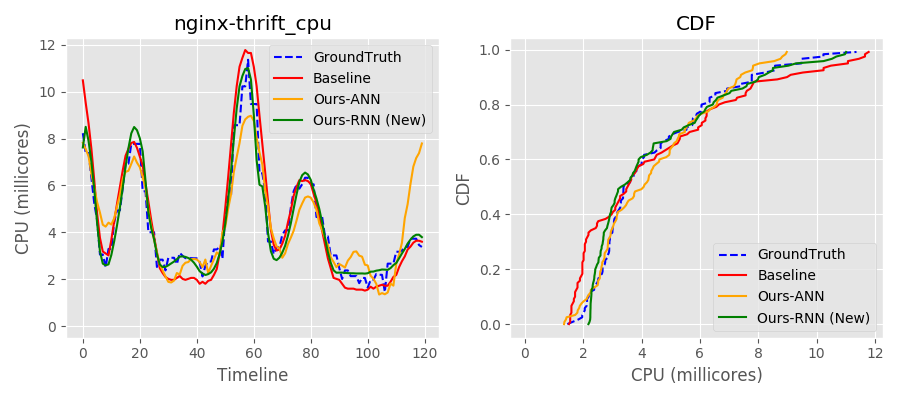 nginx-thrift_cpu
CPU (millicores)
12
10
8
6
4
2
0
0 20 40 60 80 100 120
Timeline
GroundTruth
Baseline
Ours-ANN
Ours-RNN (New)
CDF
CDF
1.0
0.8
0.6
0.4
0.2
0.0
0 2 4 6 8 10 12
CPU (millicores)
GroundTruth
Baseline
Ours-ANN
Ours-RNN (New)